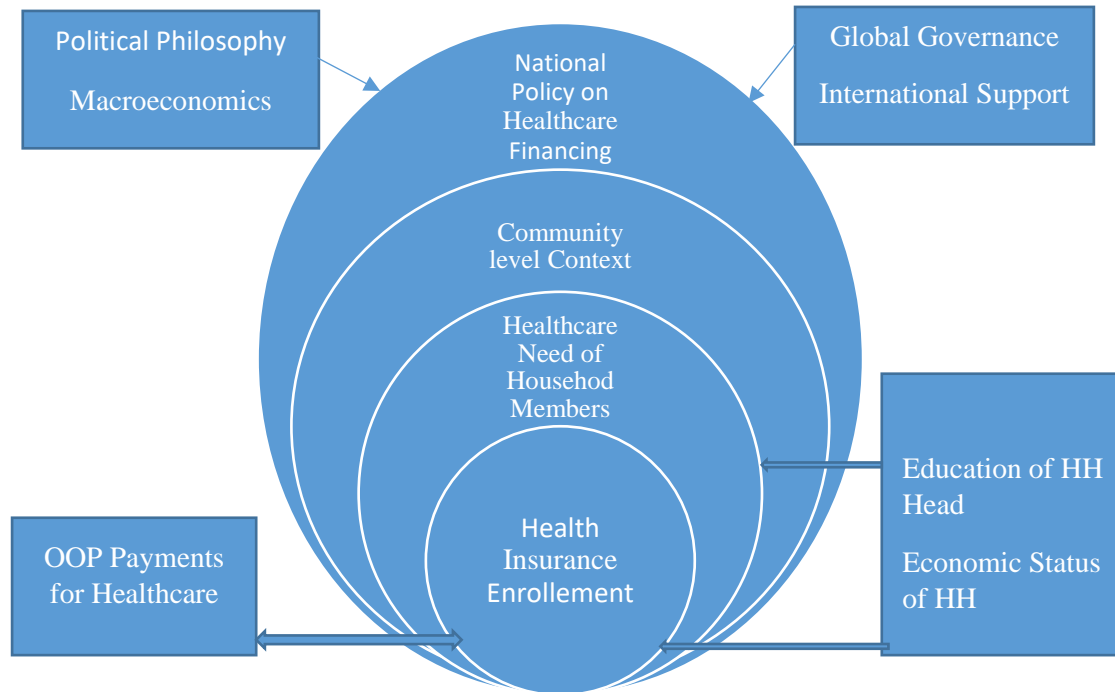 Political Philosophy
Macroeconomics
Global Governance
International Support
National
Policy on
Healthcare
Financing
Community
level Context
Healthcare
Need of
Househod
Members
Health
Insurance
Enrollement
OOP Payments
for Healthcare
Education of HH
Head
Economic Status
of HH